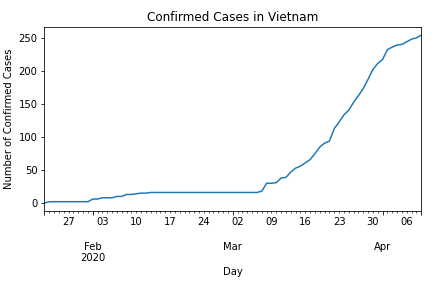 Confirmed Cases in Vietnam
Number of Confirmed Cases
250
200
150
100
50
0
27 03 10 17 24 02 09 16 23 30 06
Feb Mar Apr
2020
Day